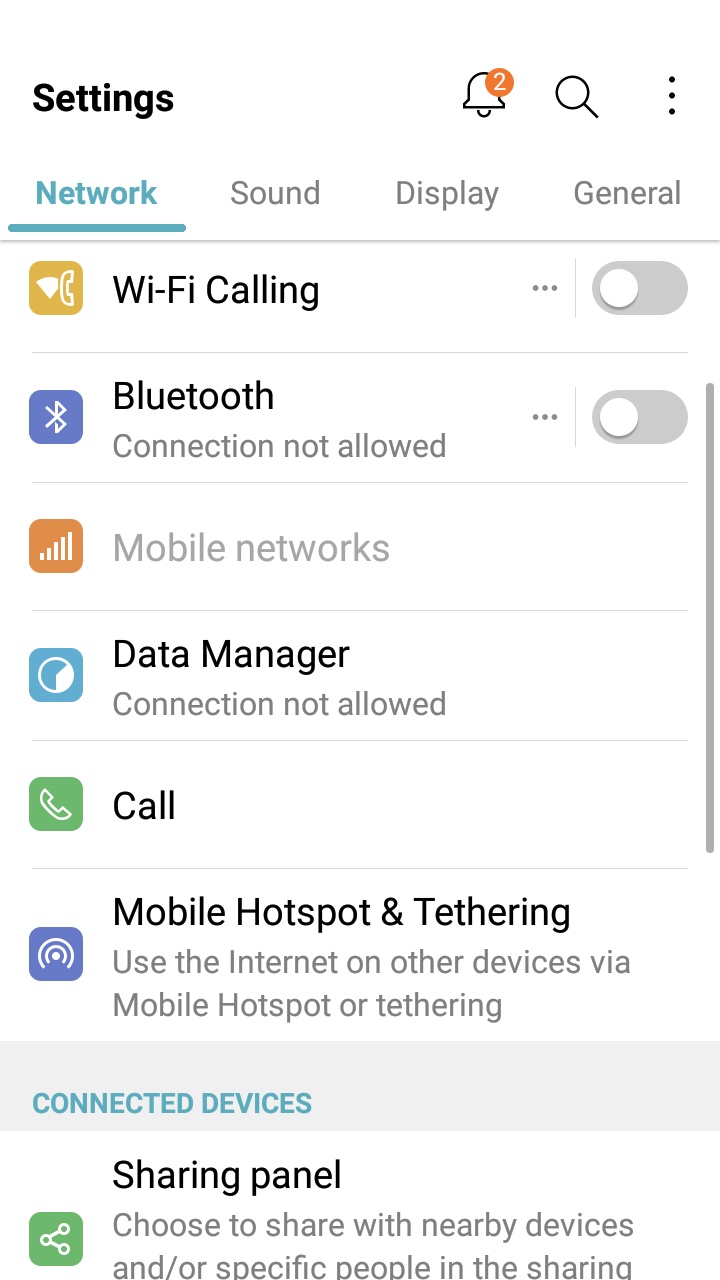 Settings
2
Network
Sound
Display
General
Wi-Fi Calling
Bluetooth
Connection not allowed
Mobile networks
Data Manager
Connection not allowed
Call
Mobile Hotspot & Tethering
Use the Internet on other devices via
Mobile Hotspot or tethering
CONNECTED DEVICES
Sharing panel
Choose to share with nearby devices
and/or specific people in the sharing